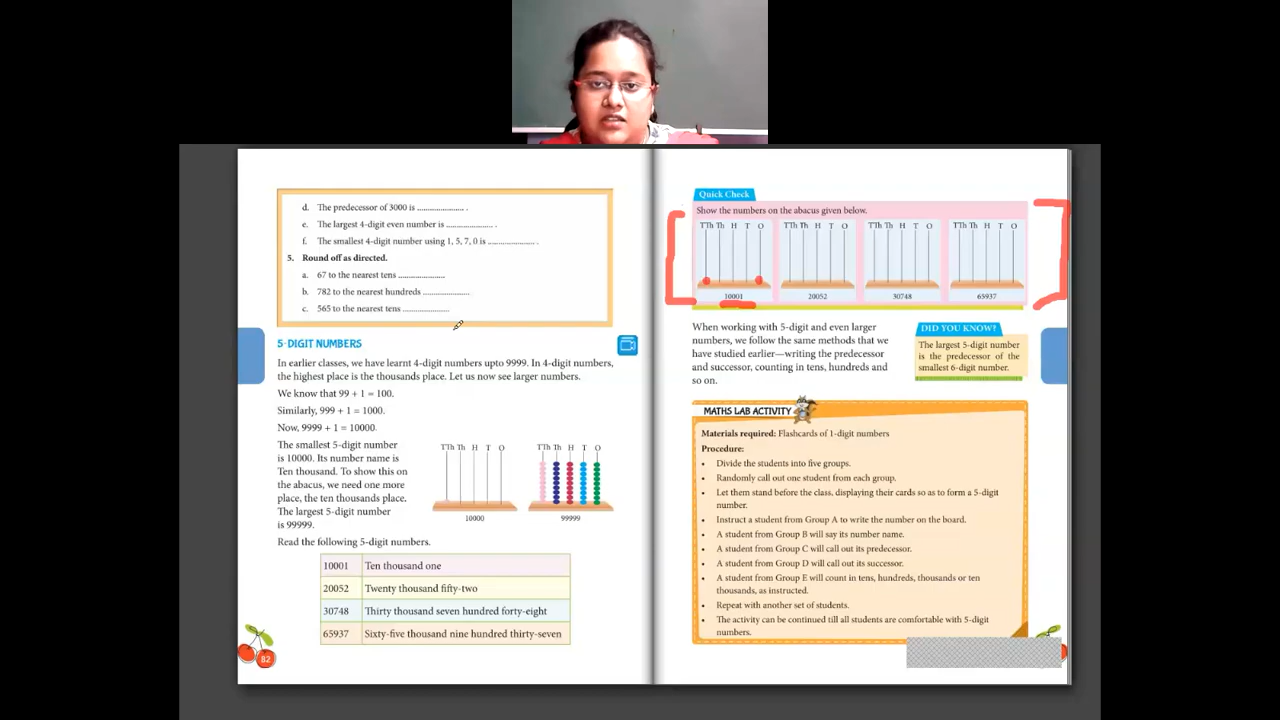 d. The predecessor of 3000 is ..................... .
e. The largest 4-digit even number is ..................... .
f. The smallest 4-digit number using 1, 5, 7, 0 is ..................... .
5. Round off as directed.
a. 67 to the nearest tens .....................
b. 782 to the nearest hundreds .....................
c. 565 to the nearest tens .....................
5-DIGIT NUMBERS
In earlier classes, we have learnt 4-digit numbers upto 9999. In 4-digit numbers,
the highest place is the thousands place. Let us now see larger numbers.
We know that 99 + 1 = 100.
Similarly, 999 + 1 = 1000.
Now, 9999 + 1 = 10000.
The smallest 5-digit number
is 10000. Its number name is
Ten thousand. To show this on
the abacus, we need one more
place, the ten thousands place.
The largest 5-digit number
is 99999.
TTh Th H T O
10000
TTh Th H T O
99999
Read the following 5-digit numbers.
10001 Ten thousand one
20052 Twenty thousand fifty-two
30748 Thirty thousand seven hundred forty-eight
65937 Sixty-five thousand nine hundred thirty-seven
82
Quick Check
Show the numbers on the abacus given below.
TTh Th H T O TTh Th H T O TTh Th H T O TTh Th H T O
10001 20052 30748 65937
When working with 5-digit and even larger
numbers, we follow the same methods that we
have studied earlier—writing the predecessor
and successor, counting in tens, hundreds and
so on.
DID YOU KNOW?
The largest 5-digit number
is the predecessor of the
smallest 6-digit number.
MATHS LAB ACTIVITY
Materials required: Flashcards of 1-digit numbers
Procedure:
• Divide the students into five groups.
• Randomly call out one student from each group.
• Let them stand before the class, displaying their cards so as to form a 5-digit
number.
• Instruct a student from Group A to write the number on the board.
• A student from Group B will say its number name.
• A student from Group C will call out its predecessor.
• A student from Group D will call out its successor.
• A student from Group E will count in tens, hundreds, thousands or ten
thousands, as instructed.
• Repeat with another set of students.
• The activity can be continued till all students are comfortable with 5-digit
numbers.